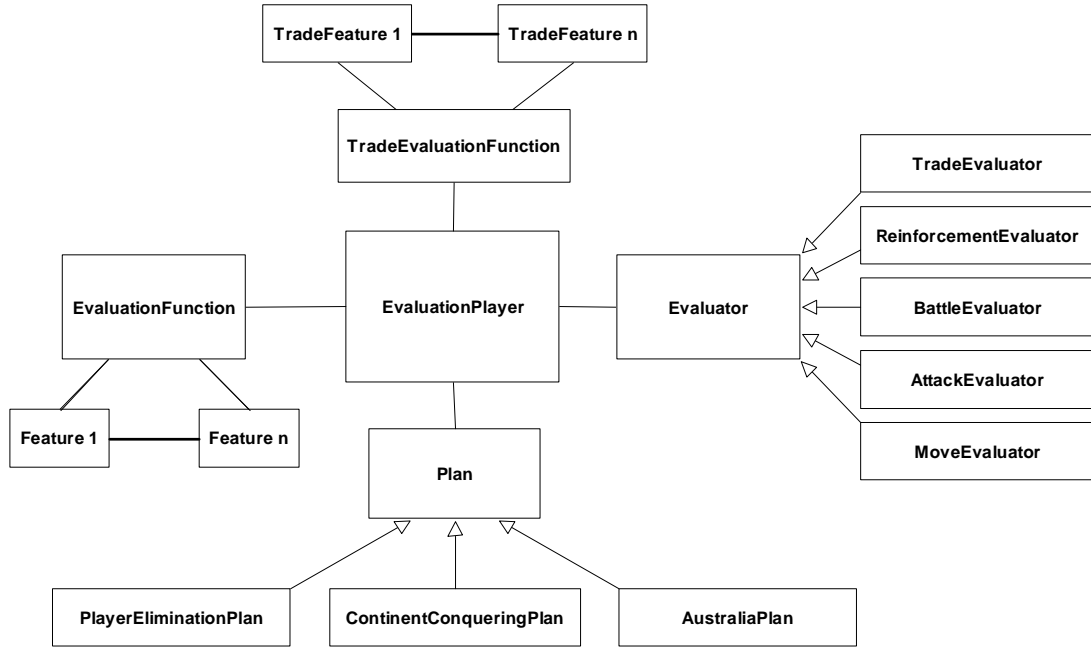 TradeFeature 1
TradeFeature n
TradeEvaluationFunction
TradeEvaluator
ReinforcementEvaluator
EvaluationFunction
EvaluationPlayer
Evaluator
BattleEvaluator
AttackEvaluator
Feature 1
Feature n
MoveEvaluator
Plan
PlayerEliminationPlan
ContinentConqueringPlan
AustraliaPlan